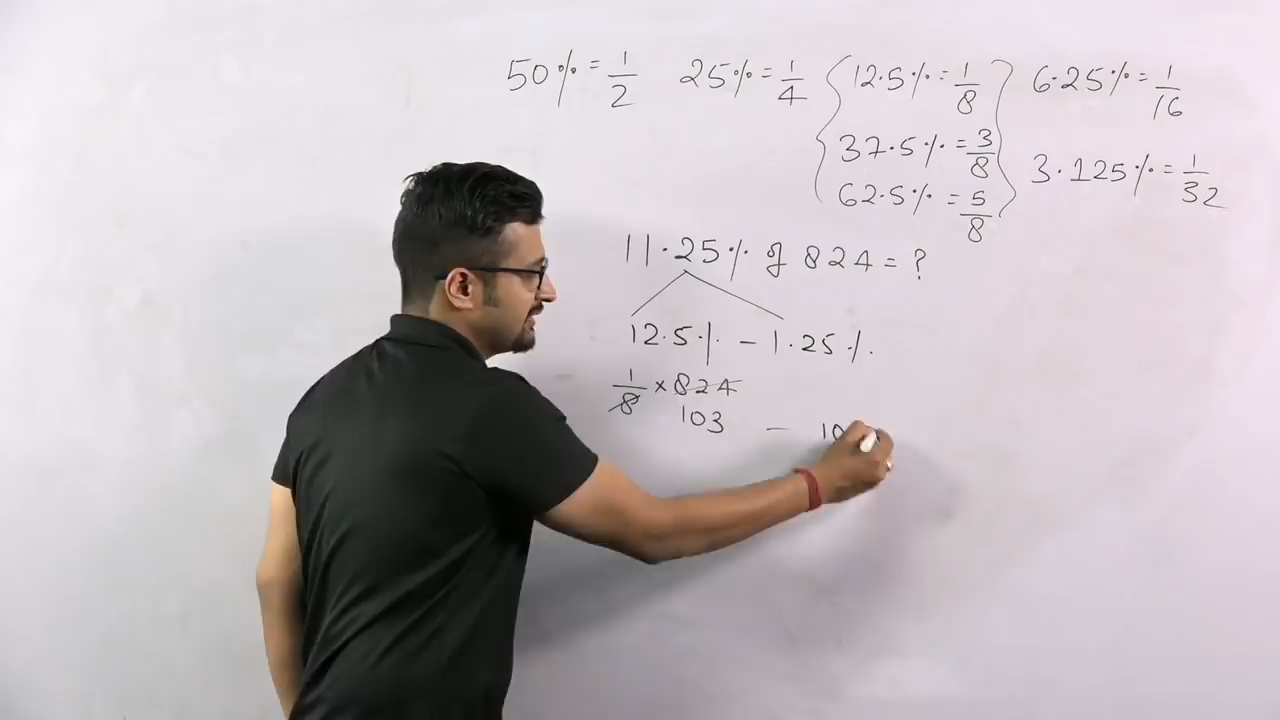 50% = 1/2 25% = 1/4 12.5% = 1/8 6.25% = 1/16
37.5% = 3/8 3.125% = 1/32
62.5% = 5/8
11.25% of 824 = ?
12.5% - 1.25%.
1/8 × 824
103 - 10